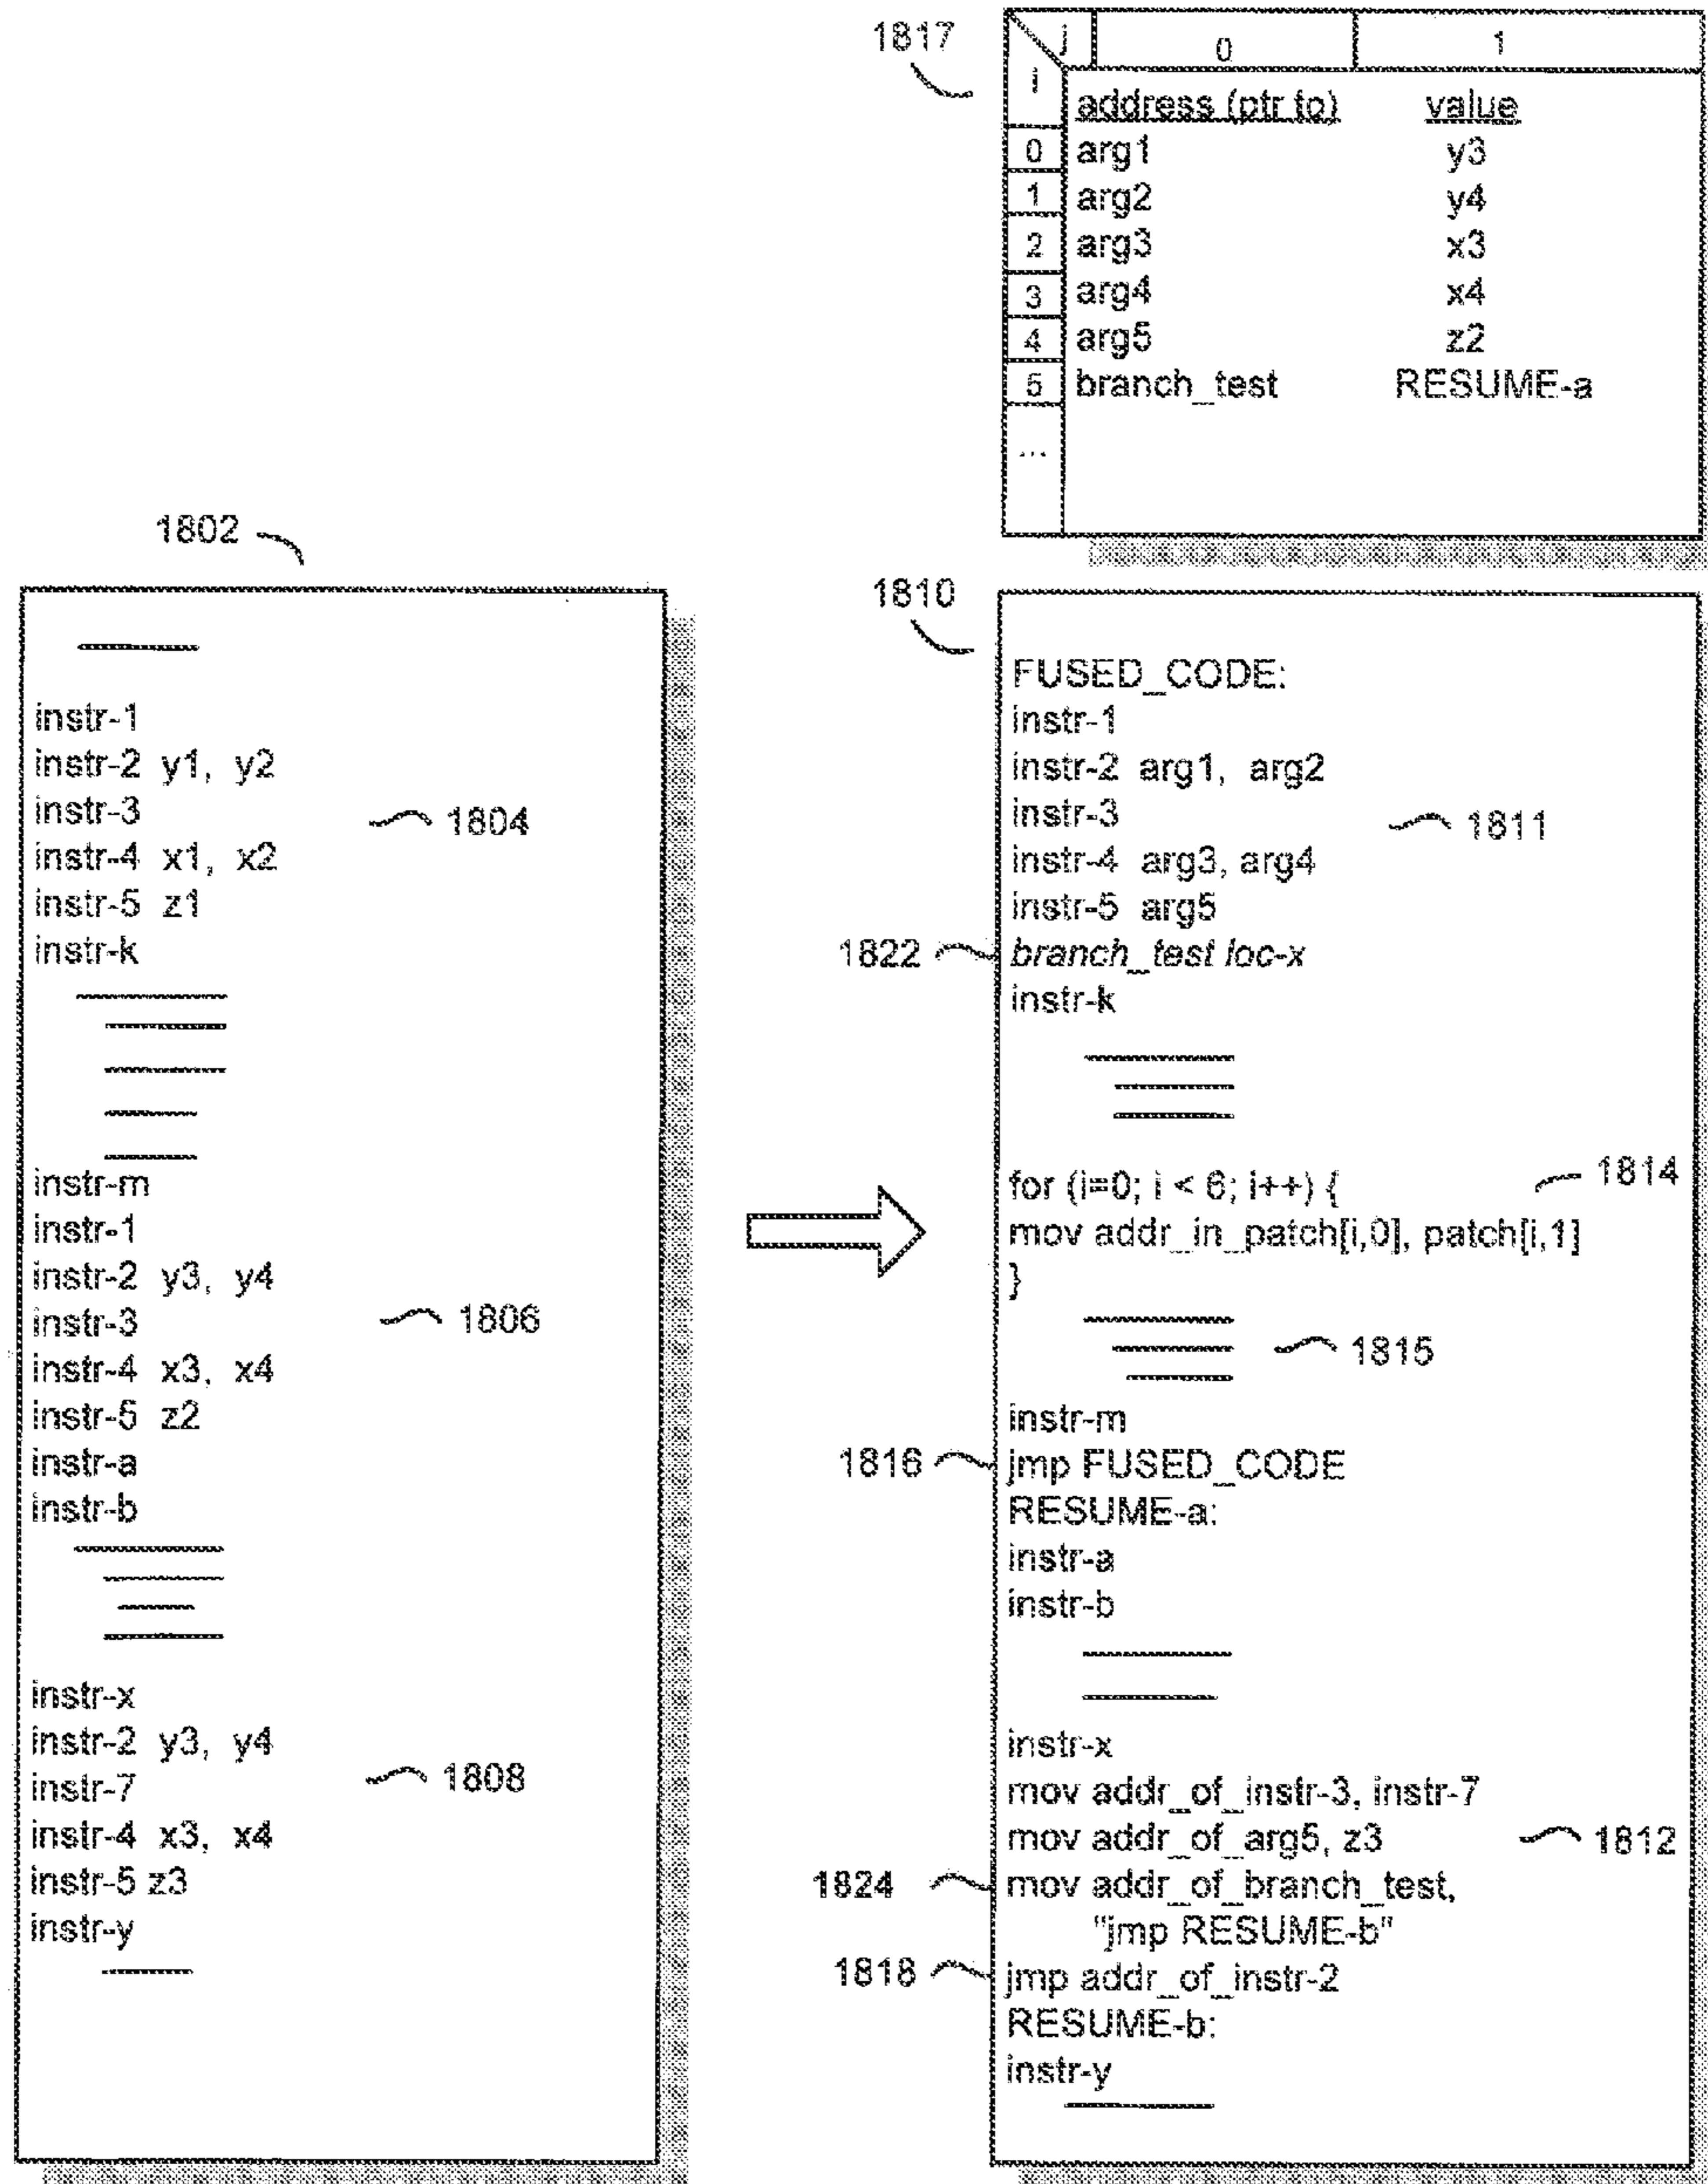 1817
j 0 1
i
address (ptr to) value
0 arg1 y3
1 arg2 y4
2 arg3 x3
3 arg4 x4
4 arg5 z2
5 branch_test RESUME-a
...
1802
instr-1
instr-2 y1, y2
instr-3
1804
instr-4 x1, x2
instr-5 z1
instr-k
instr-m
instr-1
instr-2 y3, y4
instr-3
1806
instr-4 x3, x4
instr-5 z2
instr-a
instr-b
instr-x
instr-2 y3, y4
instr-7
1808
instr-4 x3, x4
instr-5 z3
instr-y
1810
FUSED_CODE:
instr-1
instr-2 arg1, arg2
instr-3
1811
instr-4 arg3, arg4
instr-5 arg5
1822 branch_test loc-x
instr-k
for (i=0; i < 6; i++) {
1814
mov addr_in_patch[i,0], patch[i,1]
}
1815
instr-m
1816 jmp FUSED_CODE
RESUME-a:
instr-a
instr-b
instr-x
mov addr_of_instr-3, instr-7
mov addr_of_arg5, z3
1812
1824 mov addr_of_branch_test,
"jmp RESUME-b"
1818 jmp addr_of_instr-2
RESUME-b:
instr-y